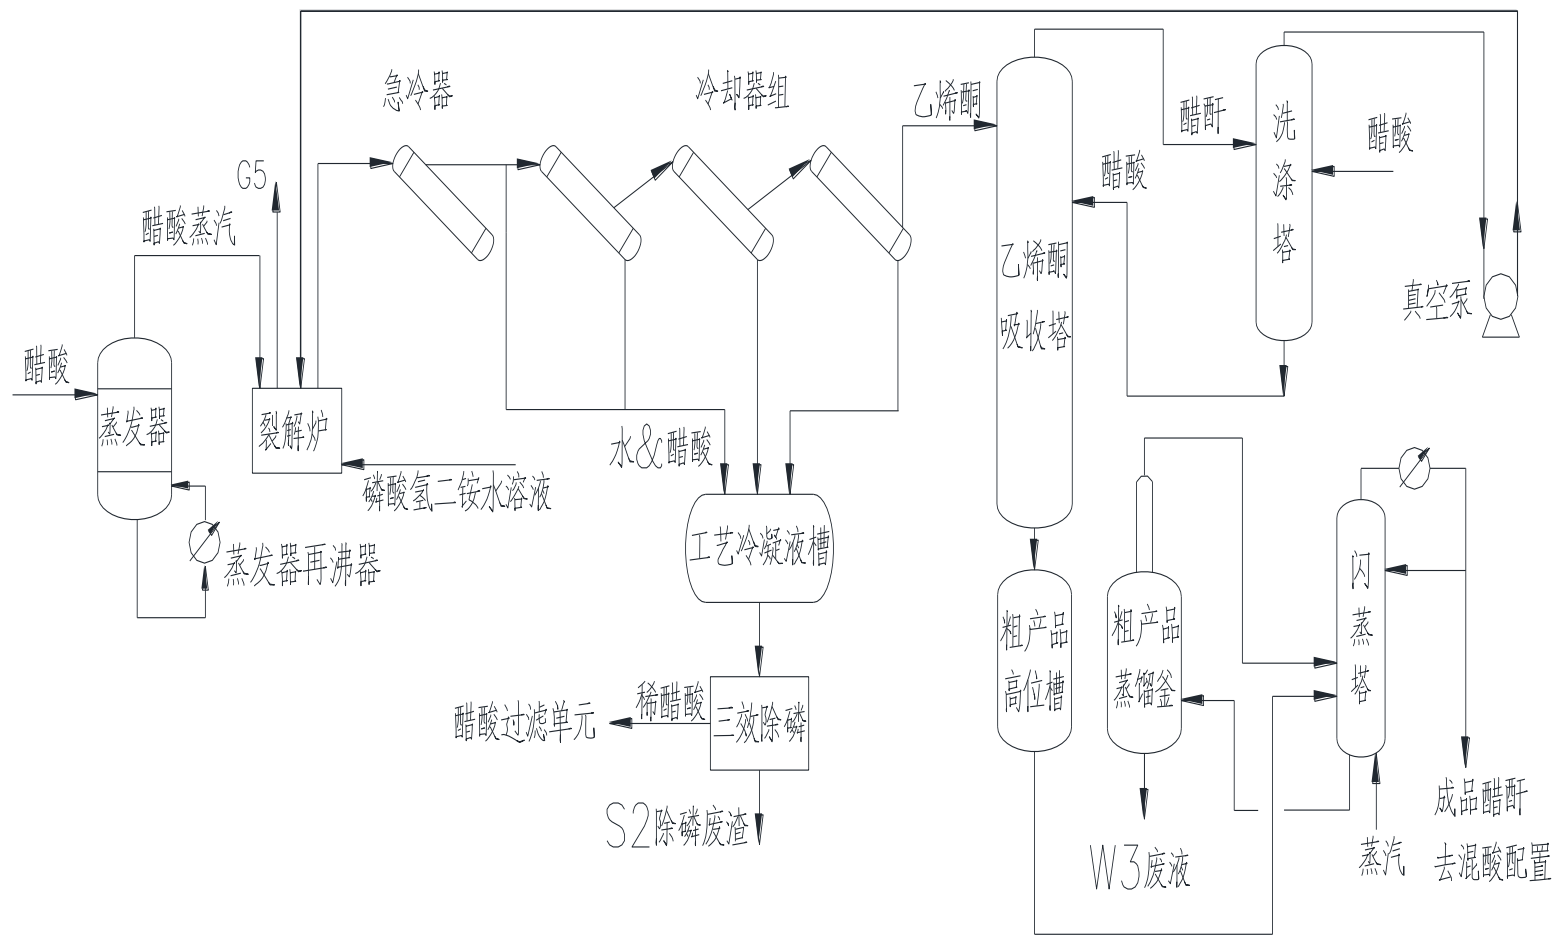 急冷器
冷却器组
乙烯酮
醋酐
洗涤塔
醋酸
醋酸
G5
醋酸蒸汽
乙烯酮
吸收塔
真空泵
醋酸
蒸发器
裂解炉
水&醋酸
磷酸氢二铵水溶液
工艺冷凝液槽
蒸发器再沸器
闪蒸塔
粗产品
高位槽
粗产品
蒸馏釜
稀醋酸
醋酸过滤单元
三效除磷
S2除磷废渣
成品醋酐
去混酸配置
蒸汽
W3废液